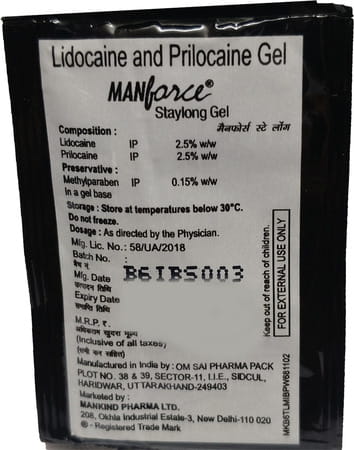 Lidocaine and Prilocaine Gel
MANforce®
Staylong Gel
मैनफोर्स स्टे लॉंग
Composition :
Lidocaine IP 2.5% w/w
Prilocaine IP 2.5% w/w
Preservative :
Methylparaben IP 0.15% w/w
In a gel base
Storage : Store at temperatures below 30°C.
Do not freeze.
Dosage : As directed by the Physician.
Mfg. Lic. No. : 58/UA/2018
Batch No. :
बैच नं.
B6IBS003
Mfg. Date
उत्पादन तिथि
Expiry Date
समाप्ति तिथि
M.R.P. ₹.
अधिकतम खुदरा मूल्य
(Inclusive of all taxes)
(सभी कर सहित)
Manufactured in India by : OM SAI PHARMA PACK
PLOT NO. 38 & 39, SECTOR-11, I.I.E., SIDCUL,
HARIDWAR, UTTARAKHAND-249403
Marketed by :
MANKIND PHARMA LTD.
208, Okhla Industrial Estate-3, New Delhi-110 020
® - Registered Trade Mark
Keep out of reach of children.
FOR EXTERNAL USE ONLY